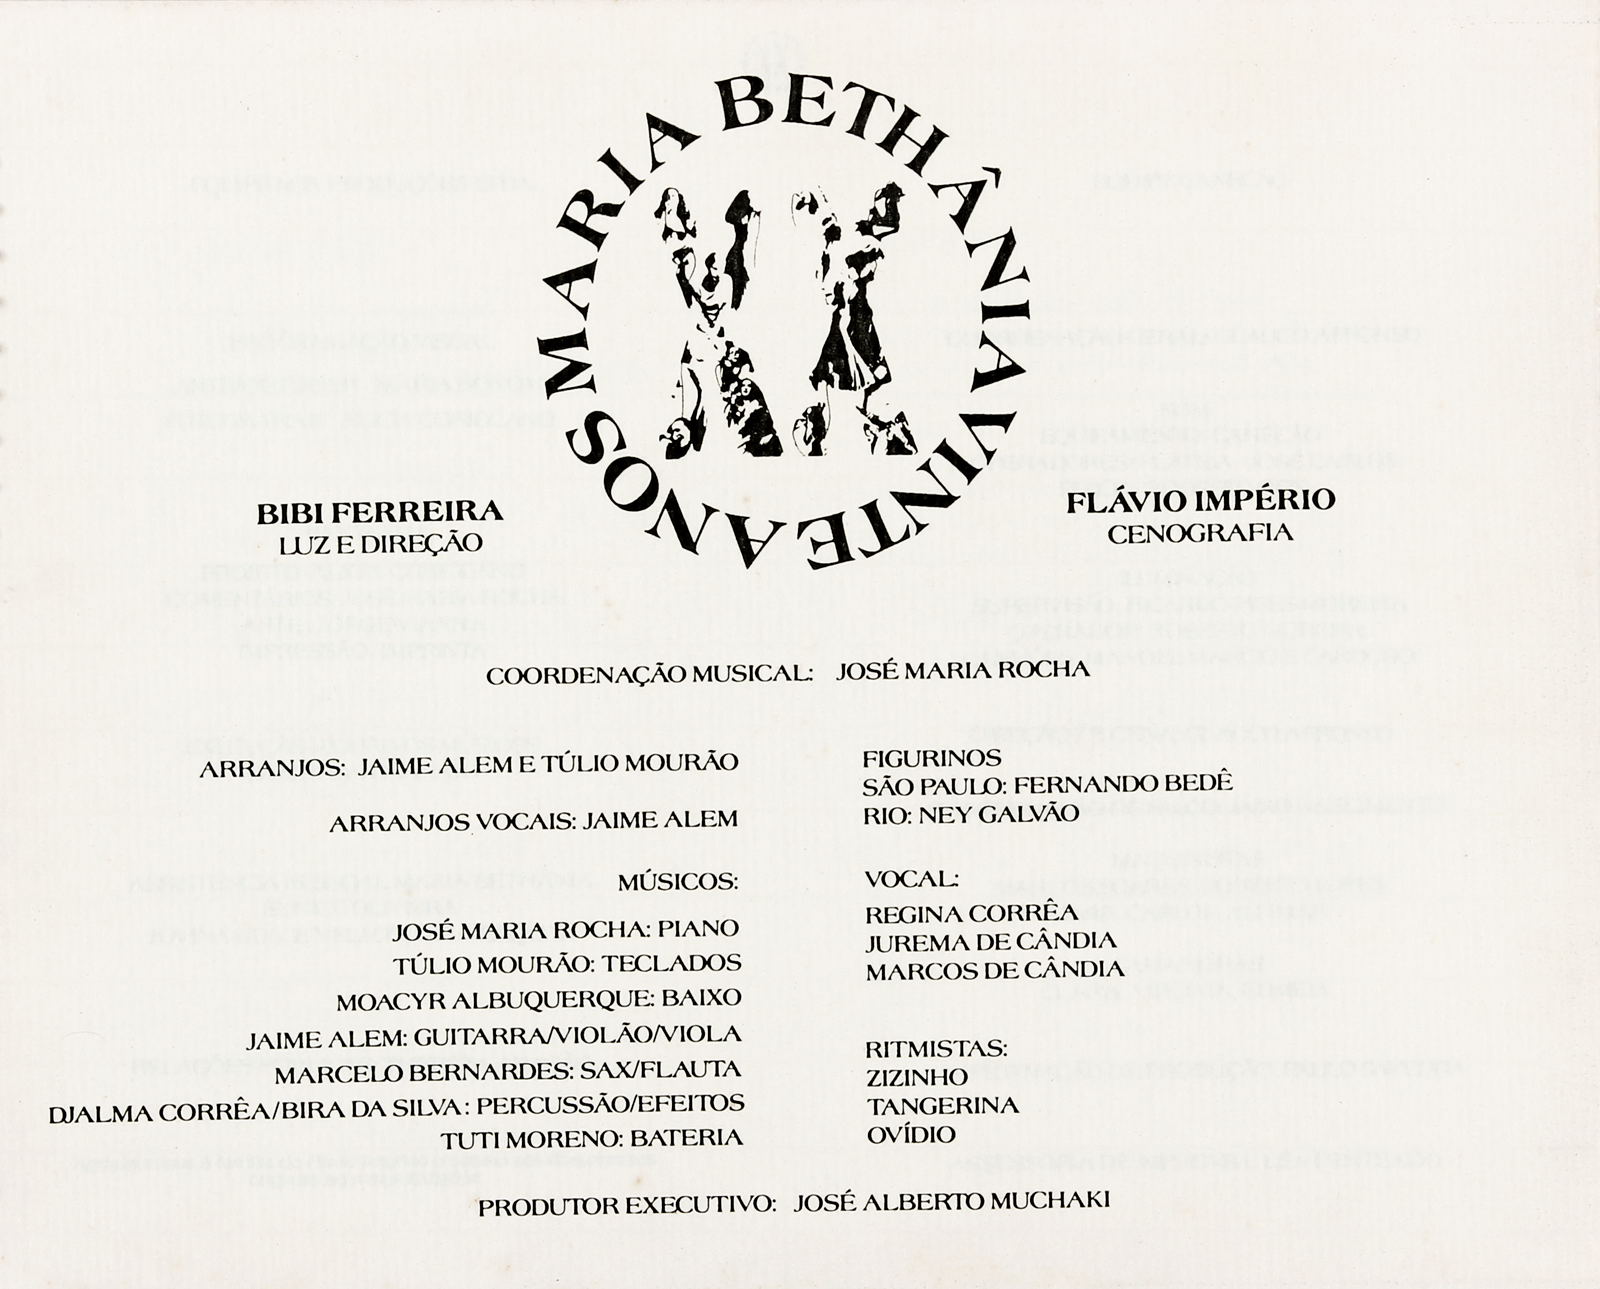 MARIA BETHÂNIA VINTE ANOS
BIBI FERREIRA
LUZ E DIREÇÃO
FLÁVIO IMPÉRIO
CENOGRAFIA
COORDENAÇÃO MUSICAL: JOSÉ MARIA ROCHA
ARRANJOS: JAIME ALEM E TÚLIO MOURÃO
ARRANJOS VOCAIS: JAIME ALEM
MÚSICOS:
JOSÉ MARIA ROCHA: PIANO
TÚLIO MOURÃO: TECLADOS
MOACYR ALBUQUERQUE: BAIXO
JAIME ALEM: GUITARRA/VIOLÃO/VIOLA
MARCELO BERNARDES: SAX/FLAUTA
DJALMA CORRÊA/BIRA DA SILVA: PERCUSSÃO/EFEITOS
TUTI MORENO: BATERIA
FIGURINOS
SÃO PAULO: FERNANDO BEDÊ
RIO: NEY GALVÃO
VOCAL:
REGINA CORRÊA
JUREMA DE CÂNDIA
MARCOS DE CÂNDIA
RITMISTAS:
ZIZINHO
TANGERINA
OVÍDIO
PRODUTOR EXECUTIVO: JOSÉ ALBERTO MUCHAKI